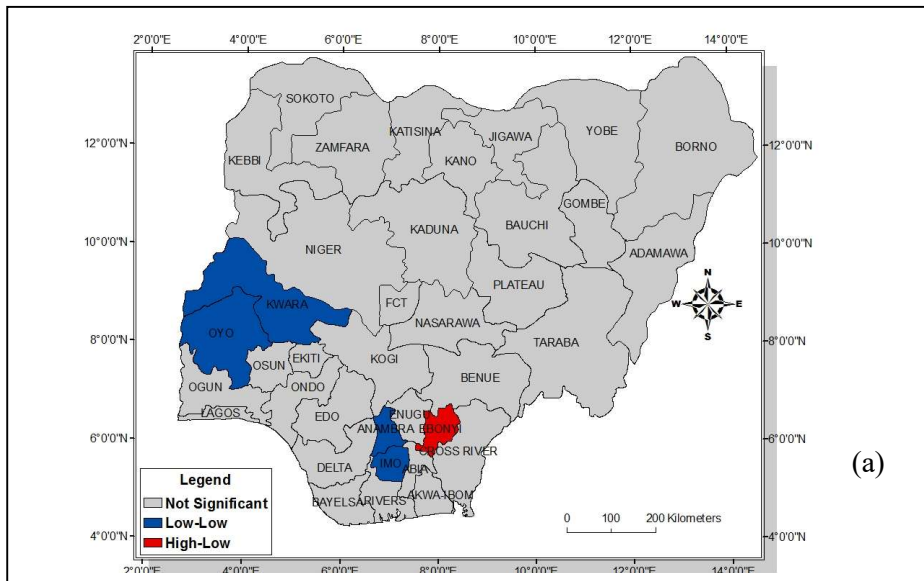 2°0'0"E 4°0'0"E 6°0'0"E 8°0'0"E 10°0'0"E 12°0'0"E 14°0'0"E
SOKOTO
YOBE
KATISINA
JIGAWA
12°0'0"N
ZAMFARA
BORNO
12°0'0"N
KEBBI
KANO
GOMBE
BAUCHI
KADUNA
10°0'0"N
NIGER
ADAMAWA
10°0'0"N
PLATEAU
N
FCT
KWARA
W E
NASARAWA
S
8°0'0"N
OYO
TARABA
8°0'0"N
EKITI
KOGI
OSUN
BENUE
OGUN
ONDO
LAGOS
EDO
ENUGU
6°0'0"N
ANAMBRA
EBONYI
6°0'0"N
CROSS RIVER
DELTA
IMO
ABIA
(a)
Legend
Not Significant
Low-Low
High-Low
BAYELSA
RIVERS
AKWA-IBOM
0 100 200 Kilometers
4°0'0"N
4°0'0"N
2°0'0"E 4°0'0"E 6°0'0"E 8°0'0"E 10°0'0"E 12°0'0"E 14°0'0"E